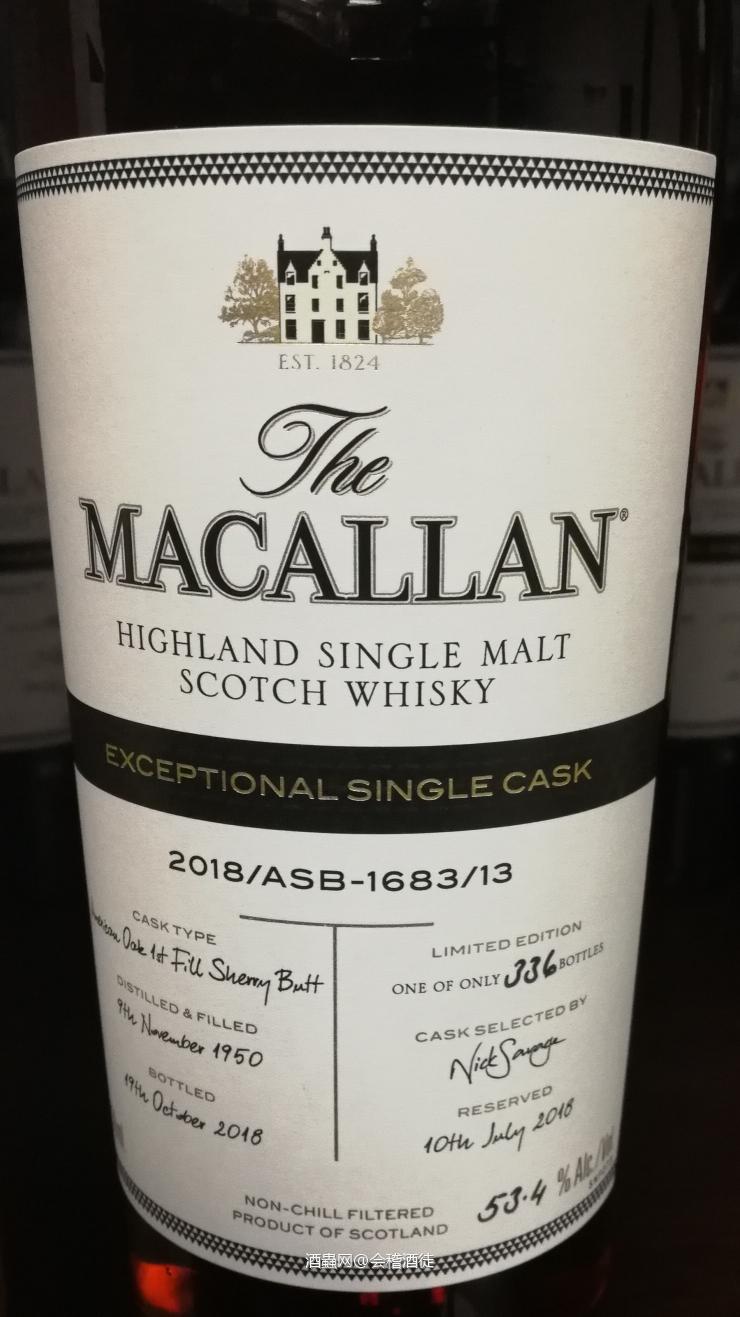 EST. 1824
The
MACALLAN®
HIGHLAND SINGLE MALT
SCOTCH WHISKY
EXCEPTIONAL SINGLE CASK
2018/ASB-1683/13
CASK TYPE
Oak 1st Fill Sherry Butt
DISTILLED & FILLED
9th November 1950
BOTTLED
19th October 2018
LIMITED EDITION
ONE OF ONLY 336 BOTTLES
CASK SELECTED BY
Nick Savage
RESERVED
10th July 2018
53.4 % Alc./Vol
NON-CHILL FILTERED
PRODUCT OF SCOTLAND
酒蟲网@会稽酒徒